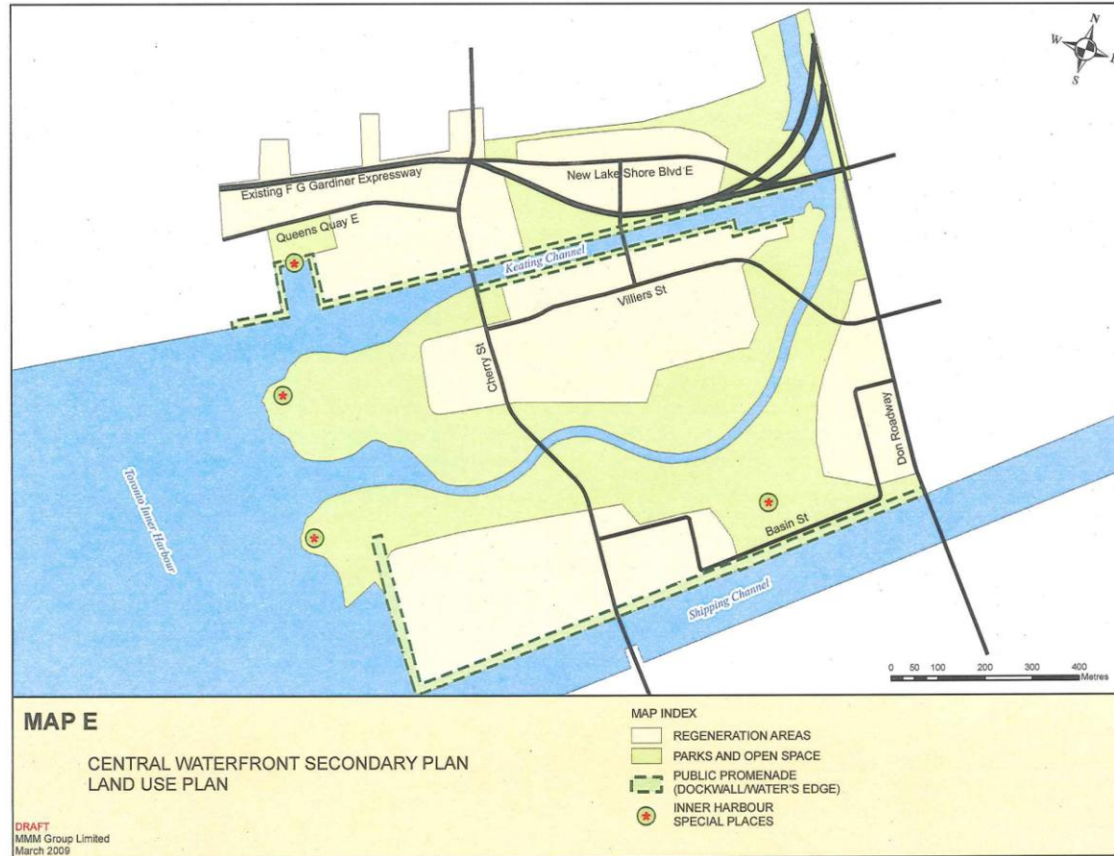 N
W
E
S
Existing F G Gardiner Expressway
New Lake Shore Blvd E
Queens Quay E
Keating Channel
Villiers St
Cherry St
Don Roadway
Toronto Inner Harbour
Basin St
Shipping Channel
0 50 100 200 300 400
Metres
MAP E
CENTRAL WATERFRONT SECONDARY PLAN
LAND USE PLAN
MAP INDEX
REGENERATION AREAS
PARKS AND OPEN SPACE
PUBLIC PROMENADE
(DOCKWALL/WATER'S EDGE)
INNER HARBOUR
SPECIAL PLACES
DRAFT
MMM Group Limited
March 2009